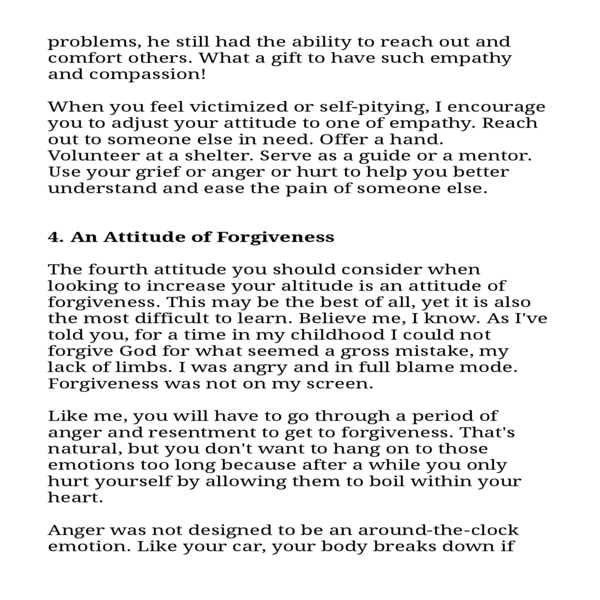 problems, he still had the ability to reach out and
comfort others. What a gift to have such empathy
and compassion!
When you feel victimized or self-pitying, I encourage
you to adjust your attitude to one of empathy. Reach
out to someone else in need. Offer a hand.
Volunteer at a shelter. Serve as a guide or a mentor.
Use your grief or anger or hurt to help you better
understand and ease the pain of someone else.
4. An Attitude of Forgiveness
The fourth attitude you should consider when
looking to increase your altitude is an attitude of
forgiveness. This may be the best of all, yet it is also
the most difficult to learn. Believe me, I know. As I've
told you, for a time in my childhood I could not
forgive God for what seemed a gross mistake, my
lack of limbs. I was angry and in full blame mode.
Forgiveness was not on my screen.
Like me, you will have to go through a period of
anger and resentment to get to forgiveness. That's
natural, but you don't want to hang on to those
emotions too long because after a while you only
hurt yourself by allowing them to boil within your
heart.
Anger was not designed to be an around-the-clock
emotion. Like your car, your body breaks down if